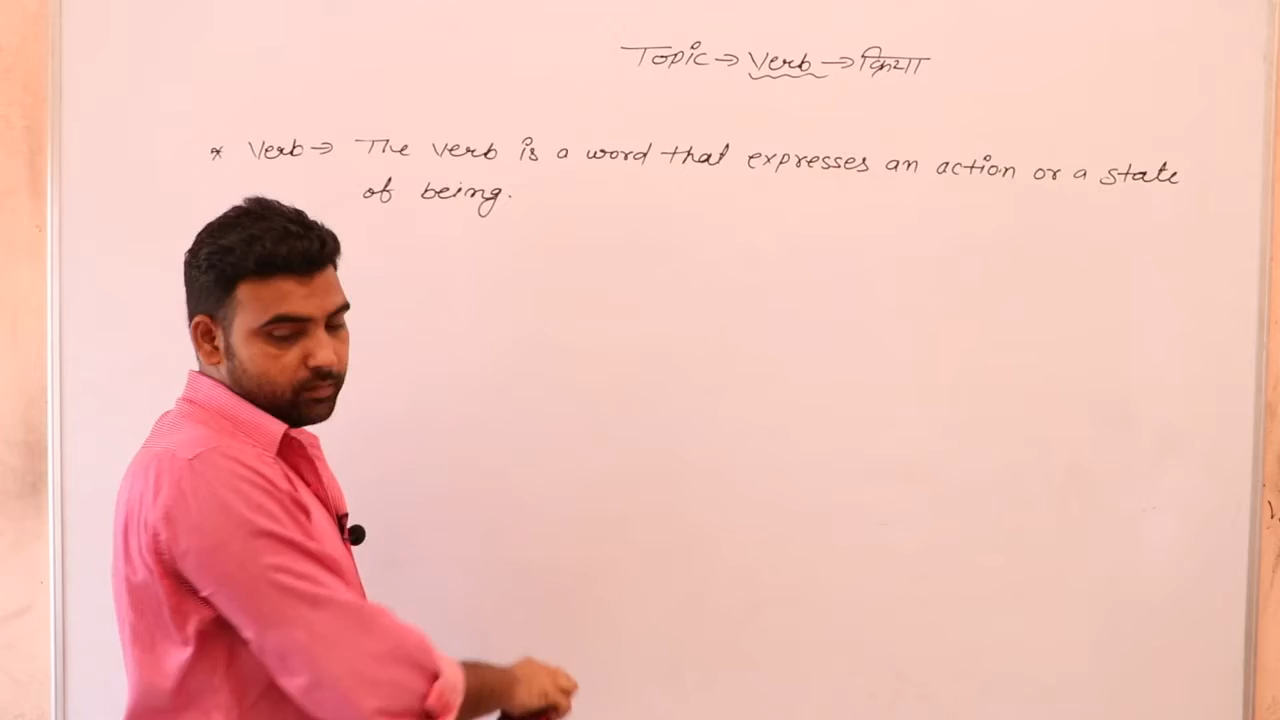 Topic → Verb → क्रिया
* Verb → The verb is a word that expresses an action or a state
of being.